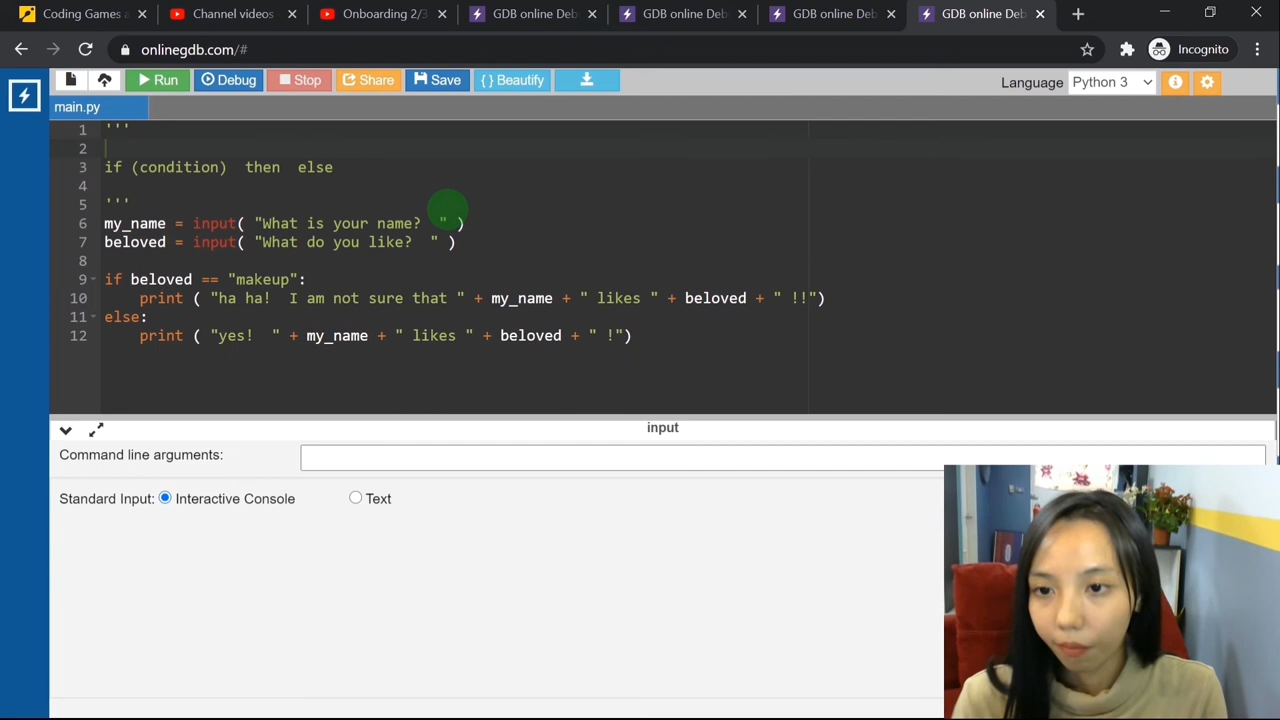 Coding Games a
Channel videos
Onboarding 2/3
GDB online Deb
GDB online Deb
GDB online Deb
GDB online Deb
onlinegdb.com/#
Incognito
Run
Debug
Stop
Share
Save
{ } Beautify
Language
Python 3
main.py
1 '''
2
3 if (condition)  then  else
4
5 '''
6 my_name = input( "What is your name?  " )
7 beloved = input( "What do you like?  " )
8
9 if beloved == "makeup":
10     print ( "ha ha!  I am not sure that " + my_name + " likes " + beloved + " !!")
11 else:
12     print ( "yes!  " + my_name + " likes " + beloved + " !")
input
Command line arguments:
Standard Input: Interactive Console Text